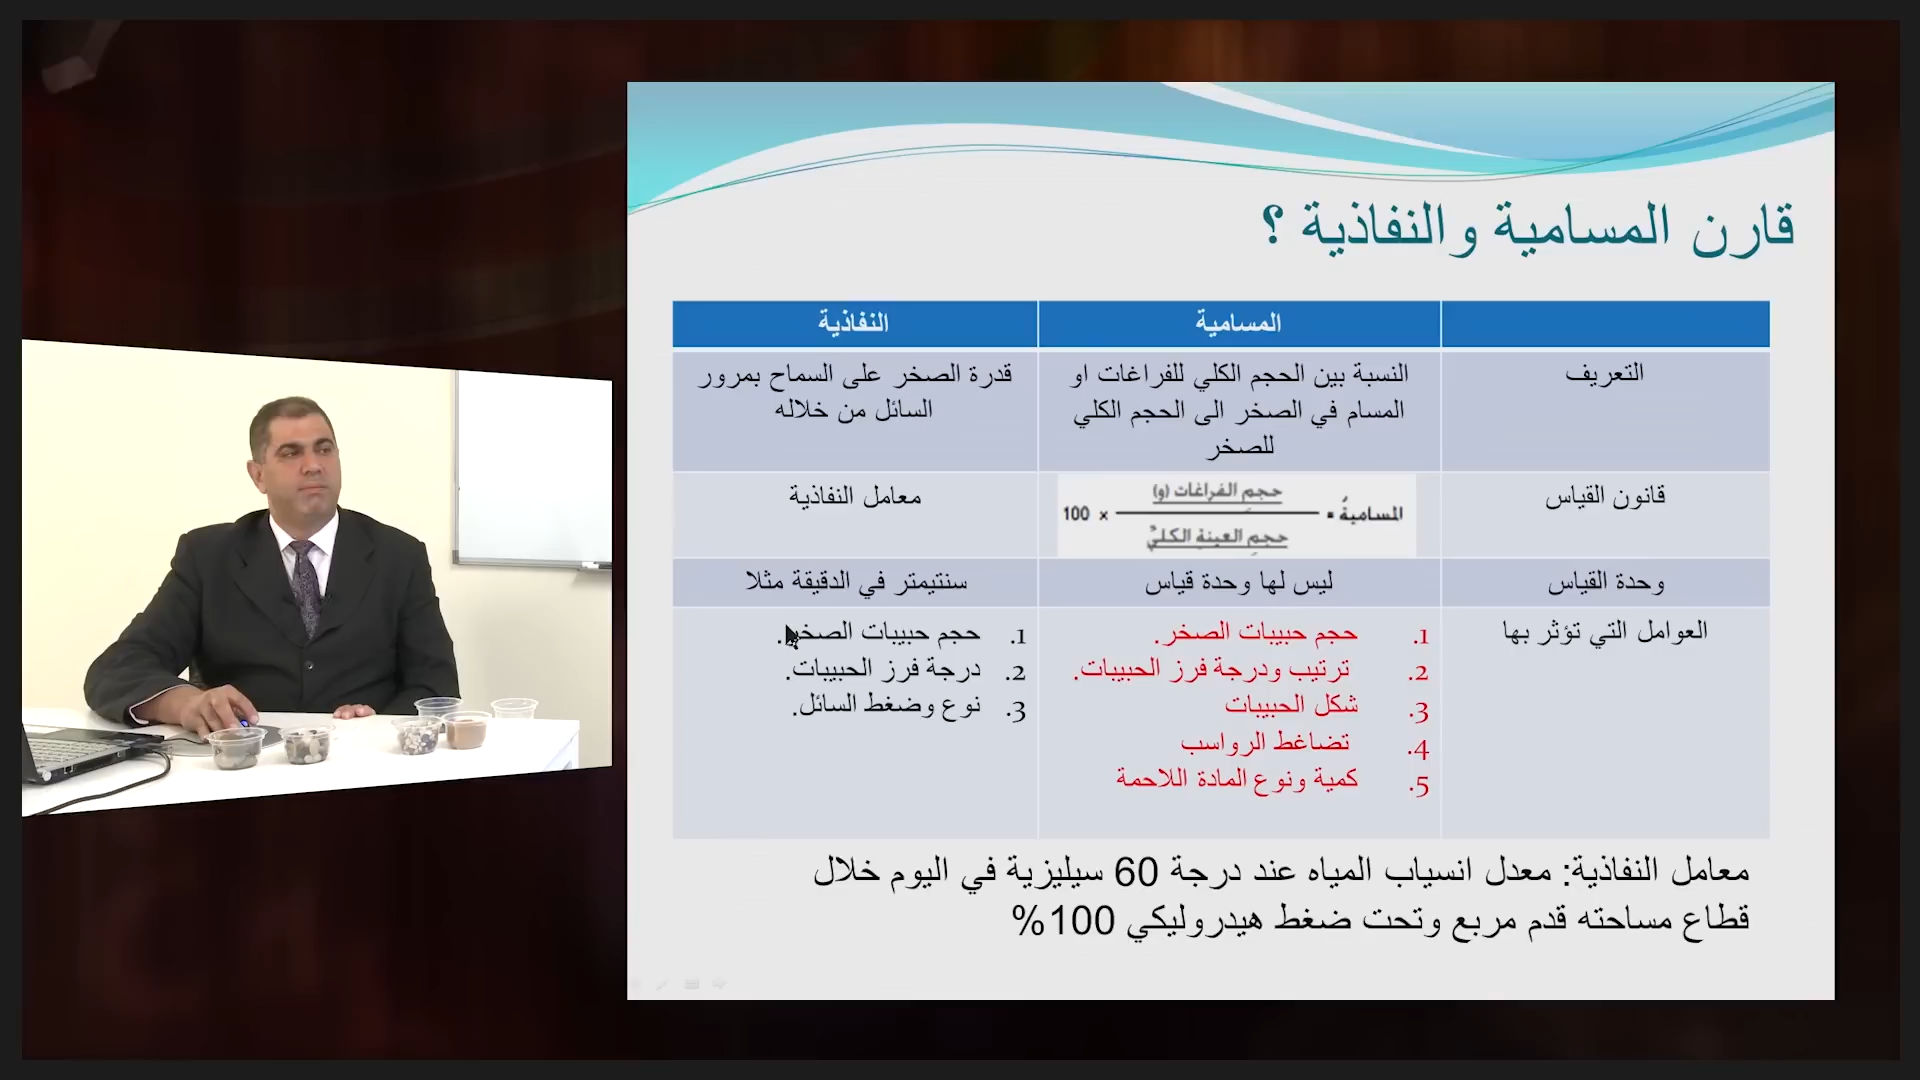 قارن المسامية والنفاذية ؟
المسامية
النفاذية
التعريف
النسبة بين الحجم الكلي للفراغات او
المسام في الصخر الى الحجم الكلي
للصخر
قدرة الصخر على السماح بمرور
السائل من خلاله
قانون القياس
المسامية = حجم الفراغات (و) × 100
حجم العينة الكلي
معامل النفاذية
وحدة القياس
ليس لها وحدة قياس
سنتيمتر في الدقيقة مثلا
العوامل التي تؤثر بها
1. حجم حبيبات الصخر.
2. ترتيب ودرجة فرز الحبيبات.
3. شكل الحبيبات
4. تضاغط الرواسب
5. كمية ونوع المادة اللاحمة
1. حجم حبيبات الصخر.
2. درجة فرز الحبيبات.
3. نوع وضغط السائل.
معامل النفاذية: معدل انسياب المياه عند درجة 60 سيليزية في اليوم خلال
قطاع مساحته قدم مربع وتحت ضغط هيدروليكي 100%